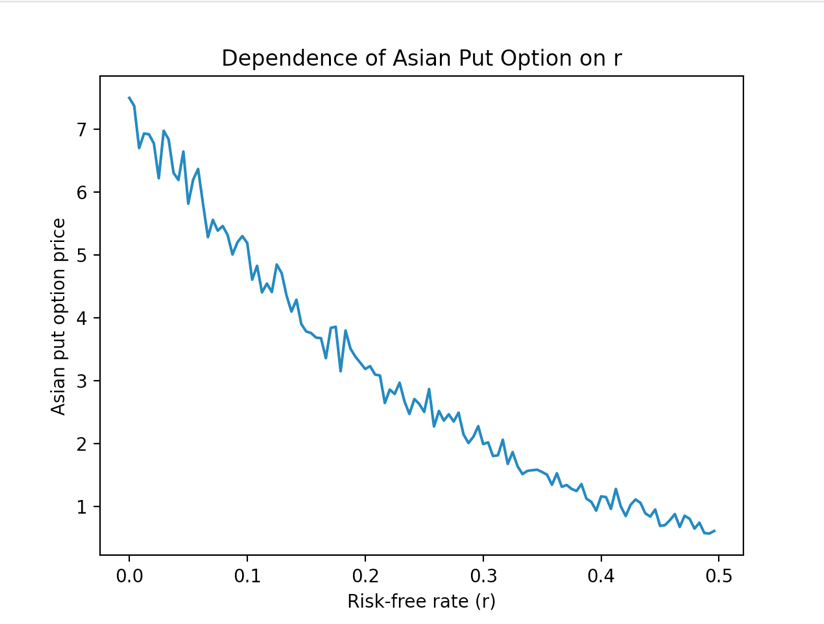 Dependence of Asian Put Option on r
Asian put option price
7
6
5
4
3
2
1
0.0 0.1 0.2 0.3 0.4 0.5
Risk-free rate (r)